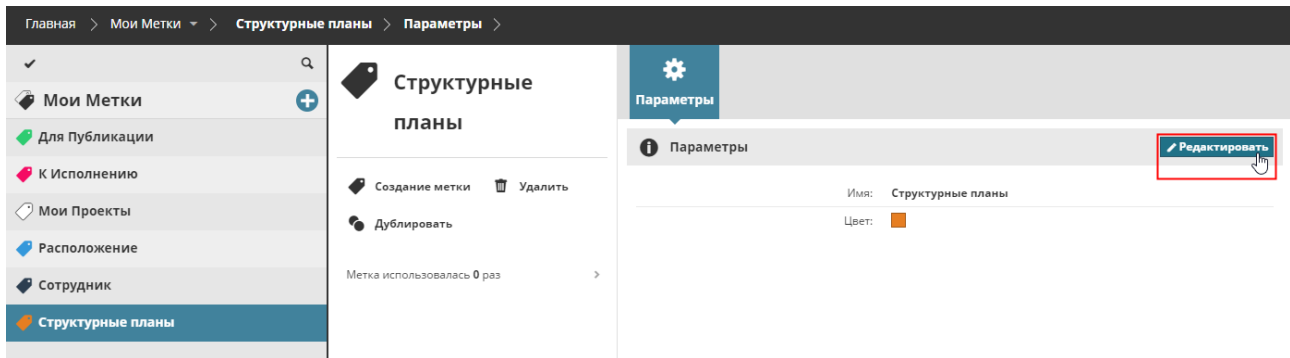 Главная > Мои Метки > Структурные планы > Параметры >
Мои Метки
Для Публикации
К Исполнению
Мои Проекты
Расположение
Сотрудник
Структурные планы
Структурные
планы
Создание метки Удалить
Дублировать
Метка использовалась 0 раз
Параметры
Параметры
Редактировать
Имя: Структурные планы
Цвет: